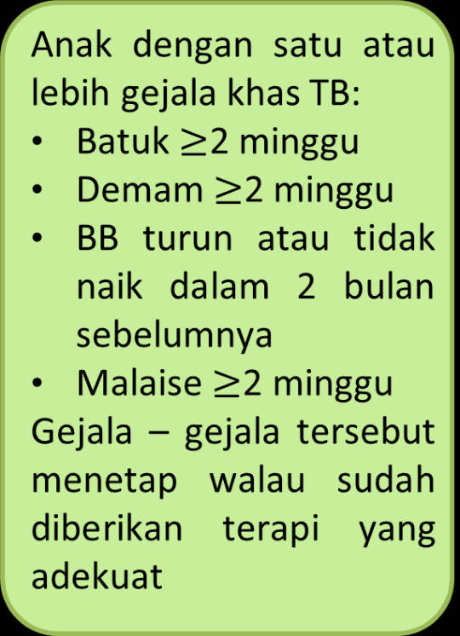 Anak dengan satu atau
lebih gejala khas TB:
• Batuk ≥2 minggu
• Demam ≥2 minggu
• BB turun atau tidak
naik dalam 2 bulan
sebelumnya
• Malaise ≥2 minggu
Gejala – gejala tersebut
menetap walau sudah
diberikan terapi yang
adekuat